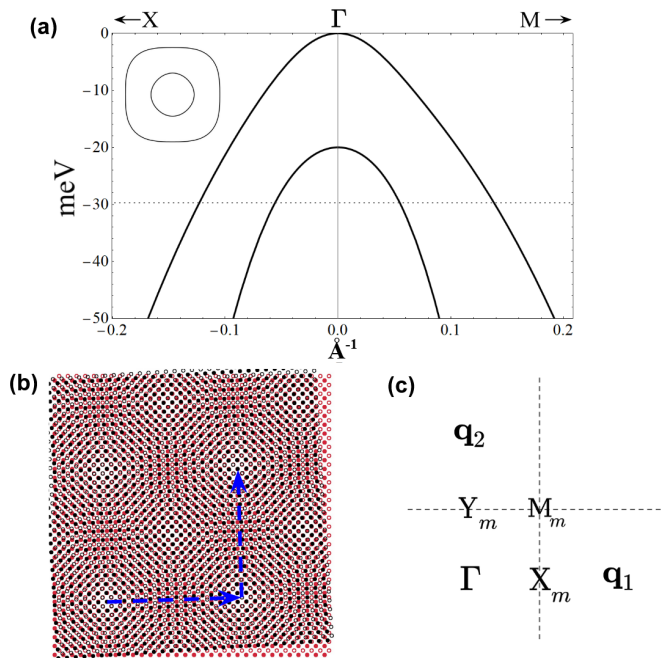 (a)
X Γ M
0
−10
−20
−30
−40
−50
meV
−0.2 −0.1 0.0 0.1 0.2
Å⁻¹
(b)
(c)
q₂
Yₘ Mₘ
Γ Xₘ q₁